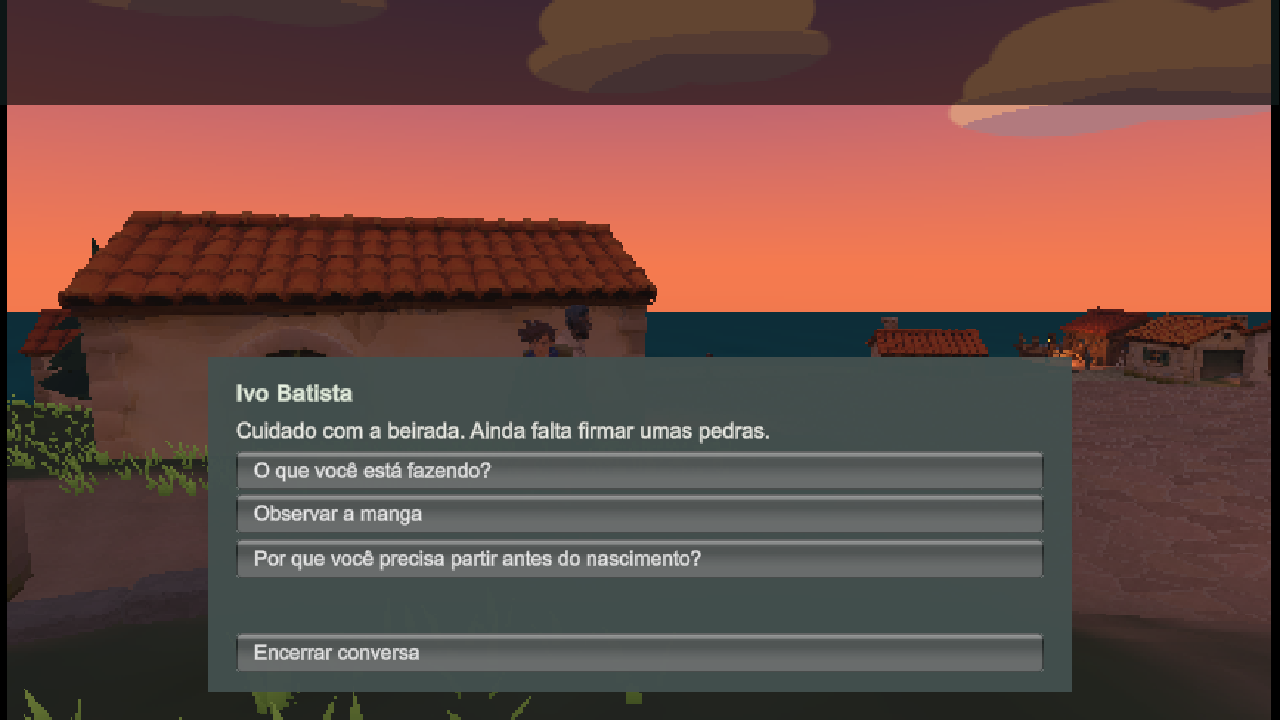 Ivo Batista
Cuidado com a beirada. Ainda falta firmar umas pedras.
O que você está fazendo?
Observar a manga
Por que você precisa partir antes do nascimento?
Encerrar conversa